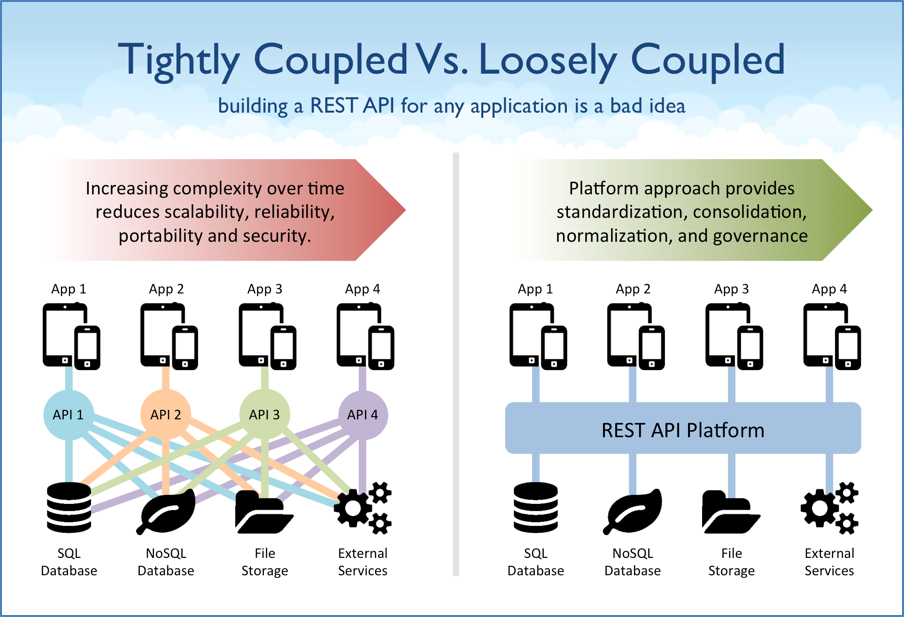 Tightly Coupled Vs. Loosely Coupled
building a REST API for any application is a bad idea
Increasing complexity over time
reduces scalability, reliability,
portability and security.
App 1 App 2 App 3 App 4
API 1 API 2 API 3 API 4
SQL Database
NoSQL Database
File Storage
External Services
Platform approach provides
standardization, consolidation,
normalization, and governance
App 1 App 2 App 3 App 4
REST API Platform
SQL Database
NoSQL Database
File Storage
External Services